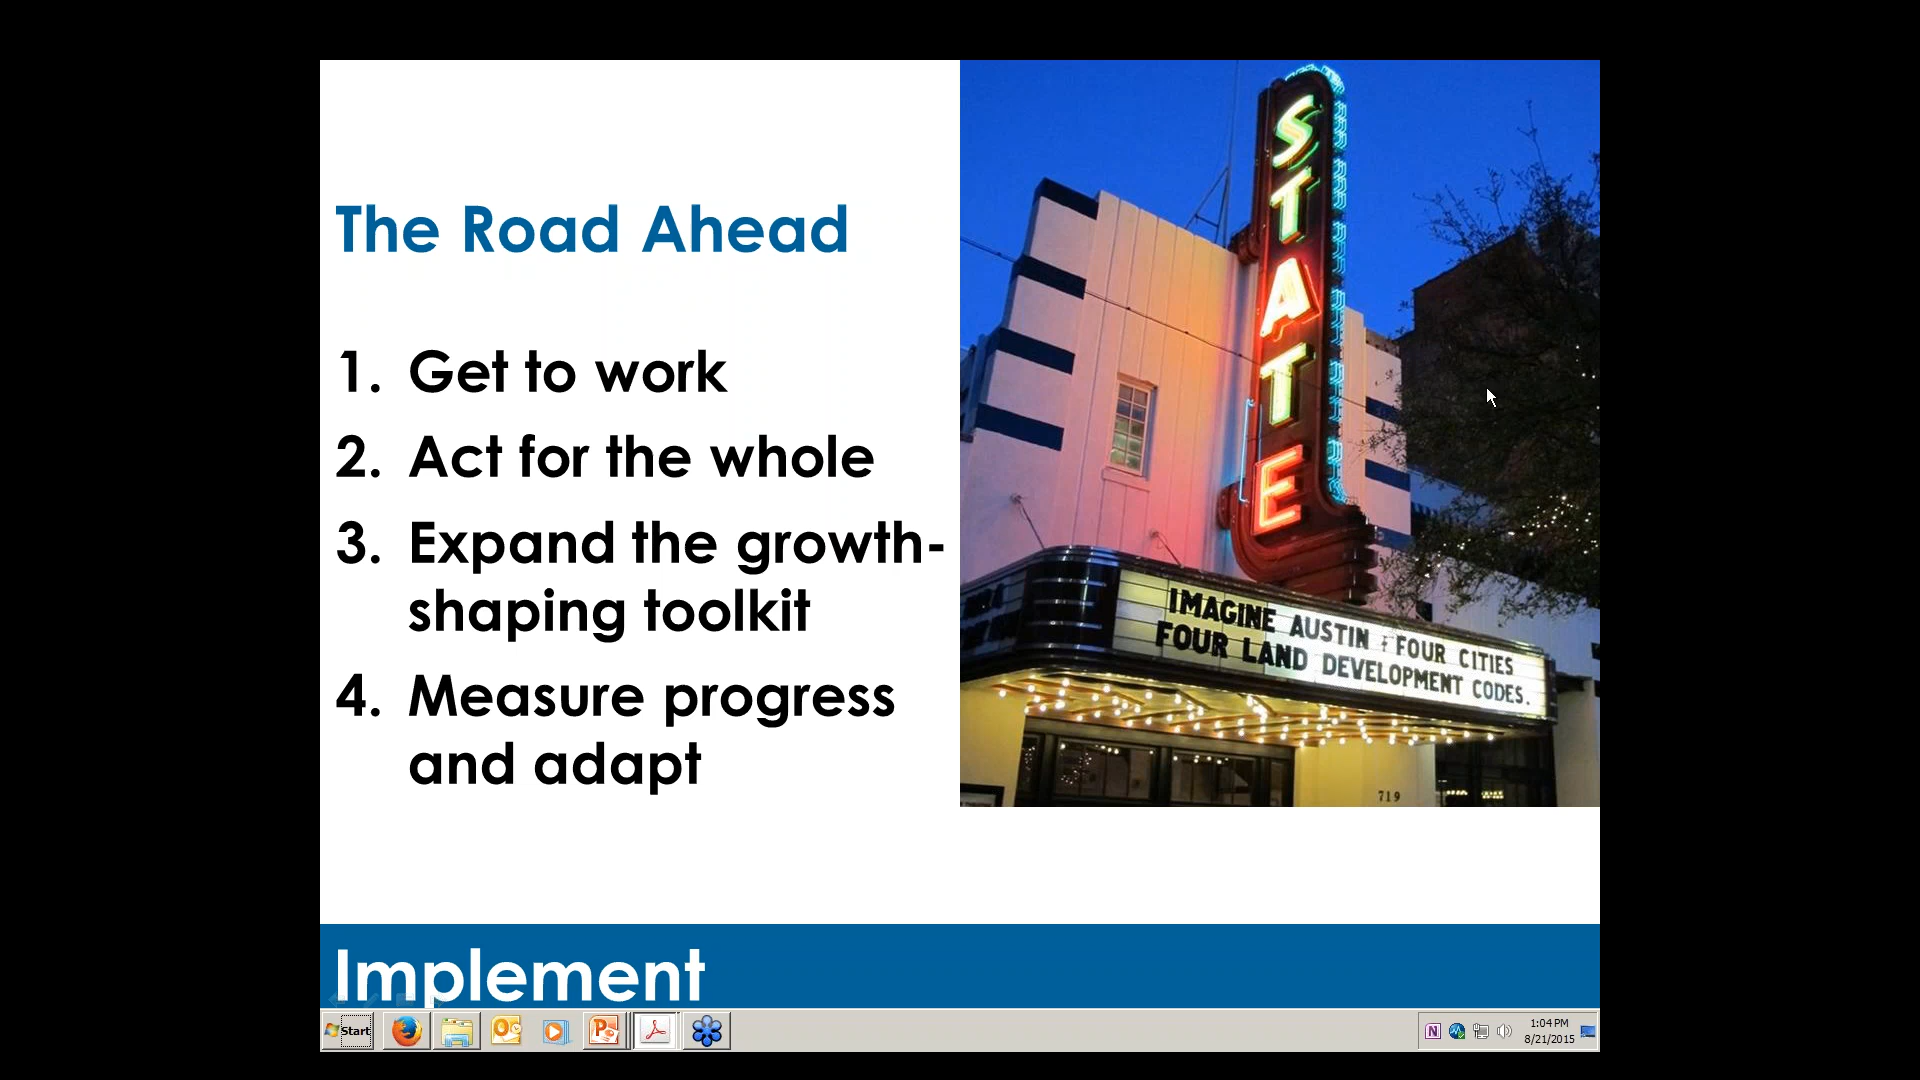 The Road Ahead
1. Get to work
2. Act for the whole
3. Expand the growth-
shaping toolkit
4. Measure progress
and adapt
STATE
IMAGINE AUSTIN : FOUR CITIES
FOUR LAND DEVELOPMENT CODES.
719
Implement
Start
1:04 PM
8/21/2015